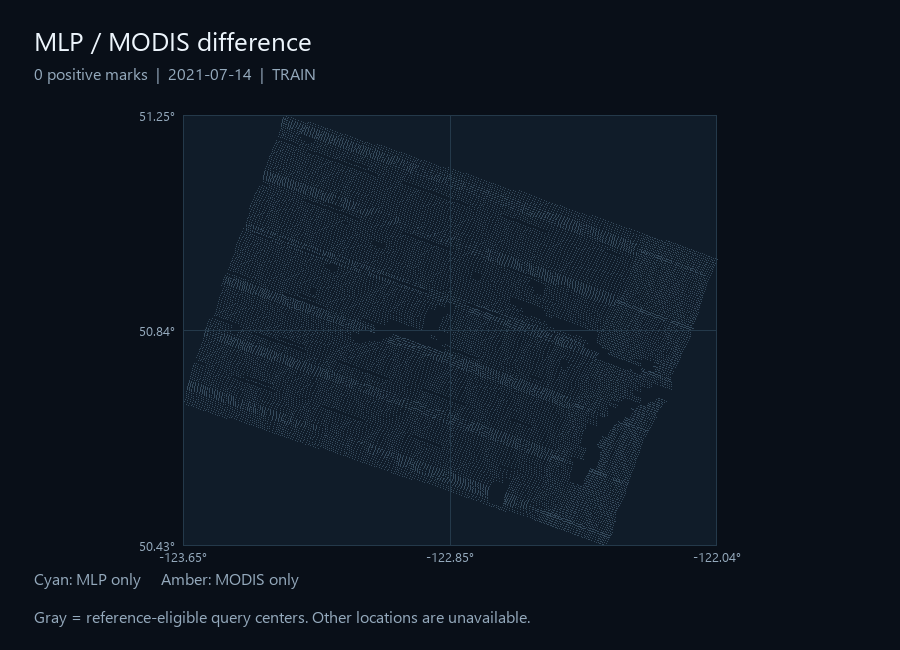 MLP / MODIS difference
0 positive marks | 2021-07-14 | TRAIN
51.25°
50.84°
50.43°
-123.65° -122.85° -122.04°
Cyan: MLP only Amber: MODIS only
Gray = reference-eligible query centers. Other locations are unavailable.